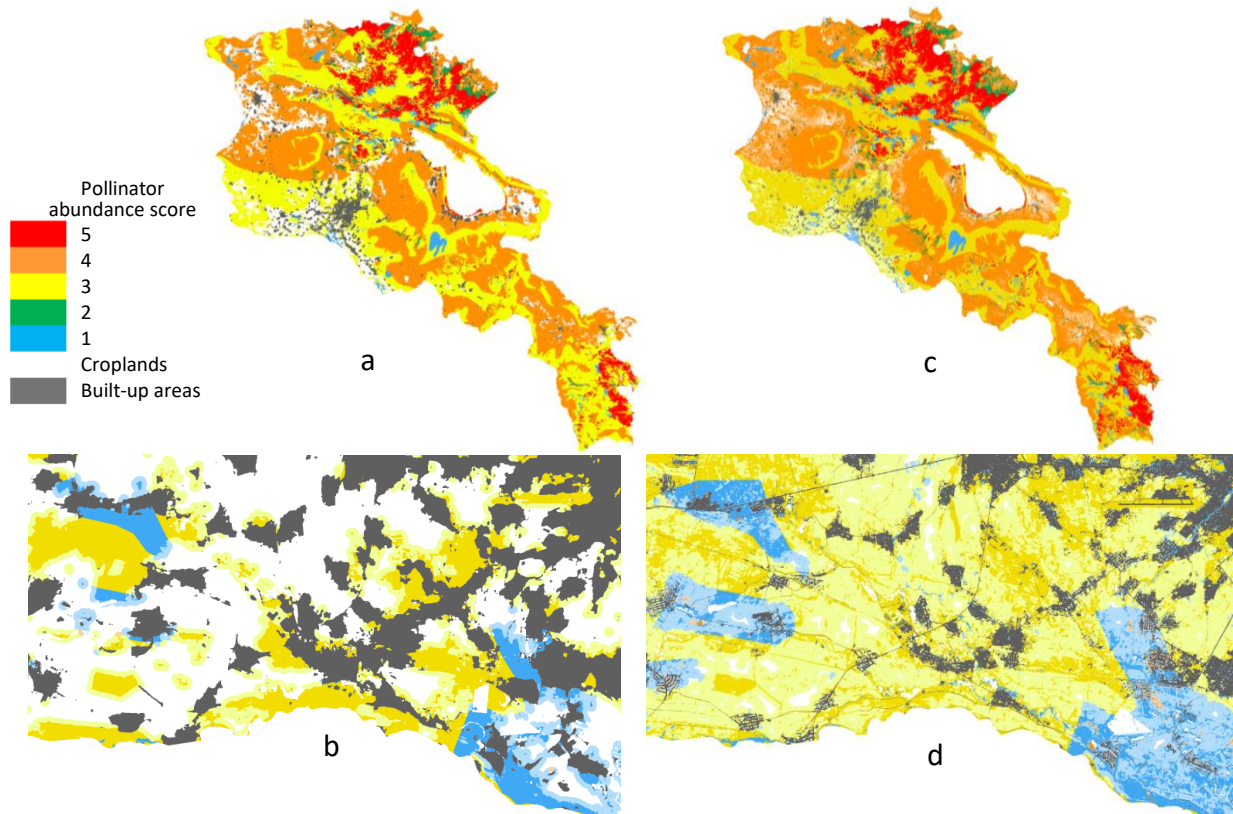 Pollinator
abundance score
5
4
3
2
1
Croplands
Built-up areas
a
c
b
d